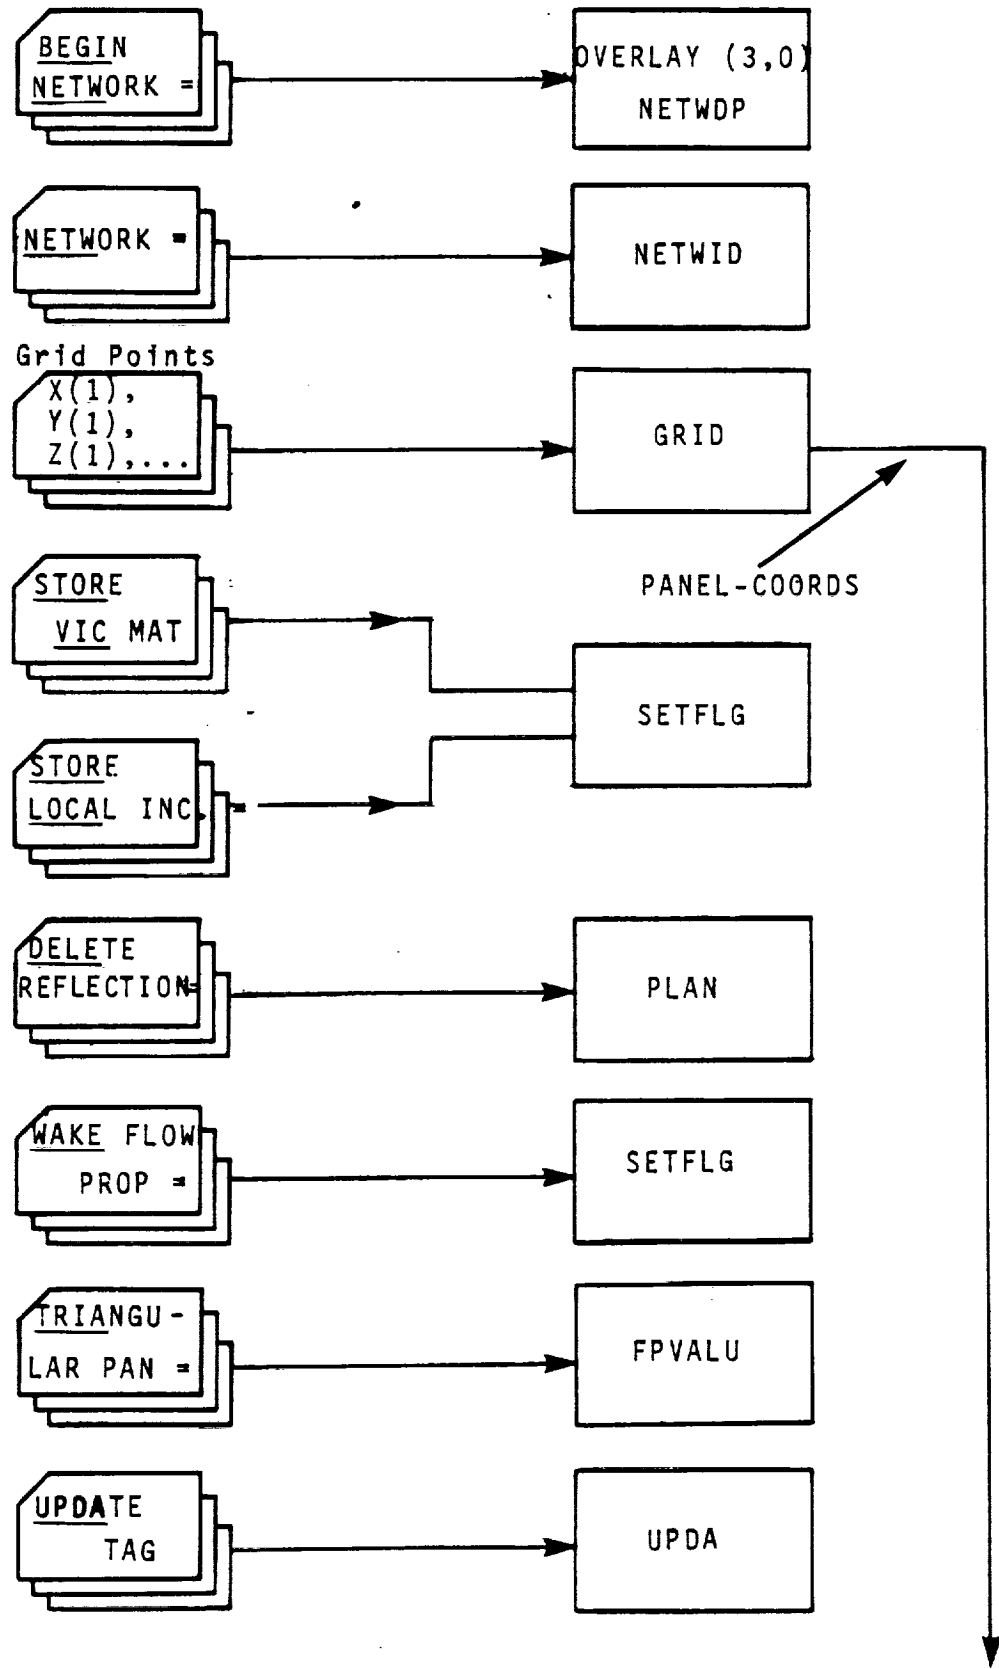 BEGIN
NETWORK =
OVERLAY (3,0)
NETWDP
NETWORK =
NETWID
Grid Points
X(1),
Y(1),
Z(1),...
GRID
PANEL-COORDS
STORE
VIC MAT
SETFLG
STORE
LOCAL INC. =
DELETE
REFLECTION=
PLAN
WAKE FLOW
PROP =
SETFLG
TRIANGU-
LAR PAN =
FPVALU
UPDATE
TAG
UPDA